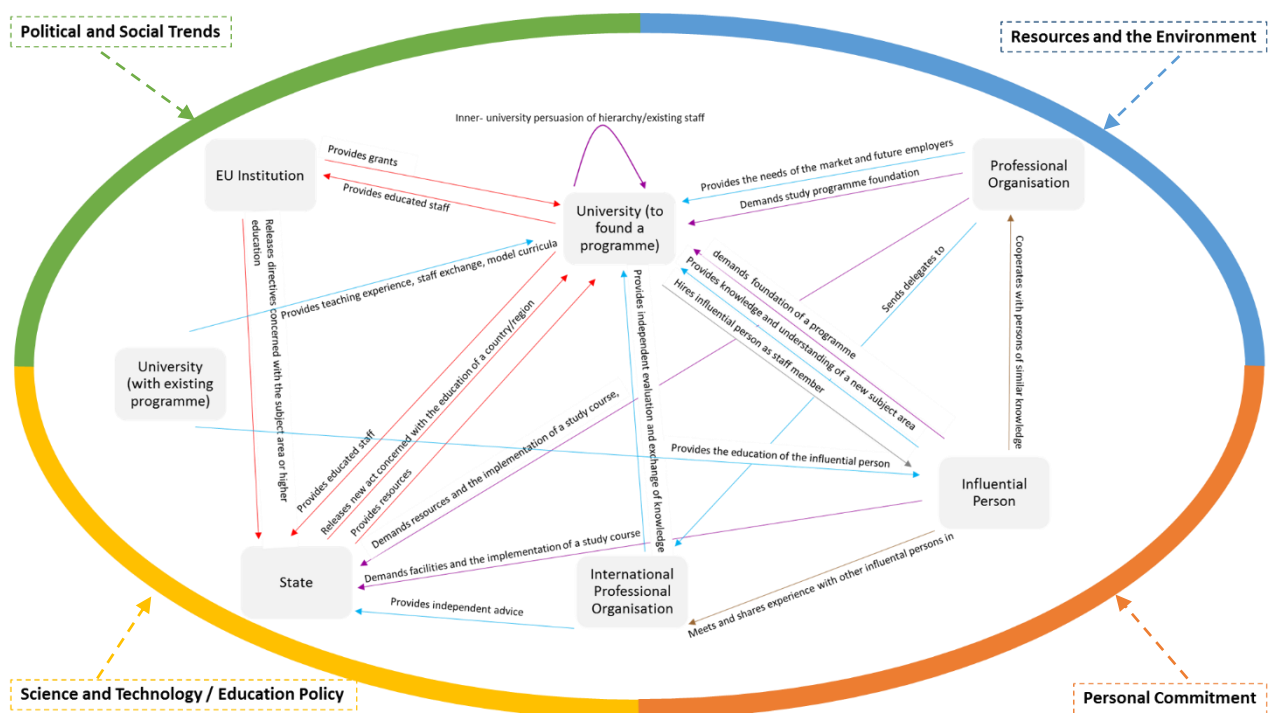 Political and Social Trends
Resources and the Environment
Inner- university persuasion of hierarchy/existing staff
Provides grants
EU Institution
Provides educated staff
Provides the needs of the market and future employers
Demands study programme foundation
Professional
Organisation
University (to
found a
programme)
Releases directives concerned with the subject area or higher
education
Provides teaching experience, staff exchange, model curricula
demands  foundation of a programme
Provides knowledge and understanding of a new subject area
Hires influential person as staff member
Sends delegates to
Cooperates with persons of similar knowledge
Provides independent evaluation and exchange of knowledge
University
(with existing
programme)
Provides educated staff
Releases new act concerned with the education of a country/region
Provides resources
Demands resources and the implementation of a study course,
Provides the education of the influential person
Influential
Person
State
Demands facilities and the implementation of a study course
International
Professional
Organisation
Provides independent advice
Meets and shares experience with other influental persons in
Science and Technology / Education Policy
Personal Commitment